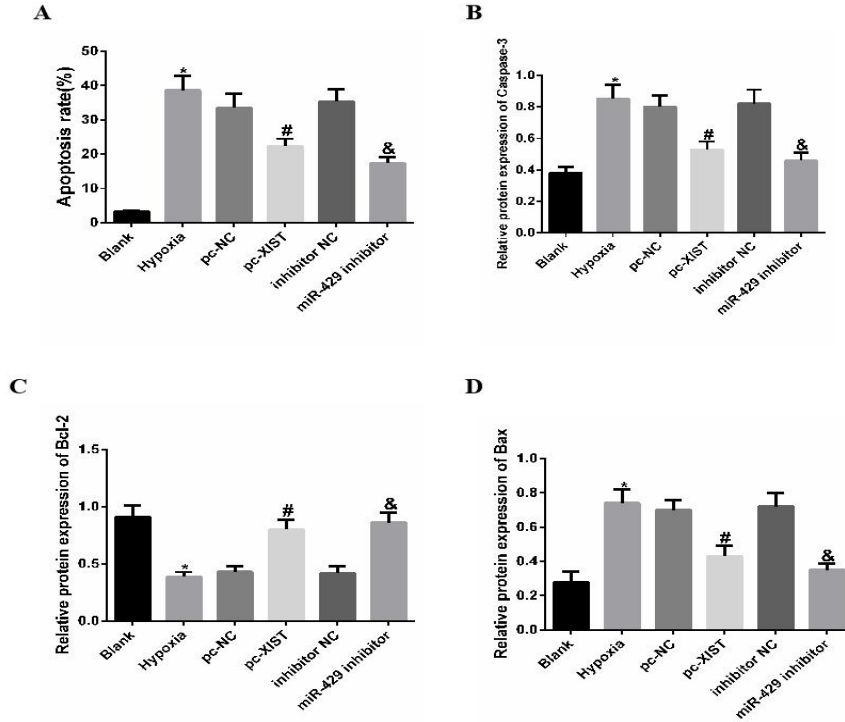 A
Apoptosis rate(%)
50
40
30
20
10
0
*
#
&
Blank
Hypoxia
pc-NC
pc-XIST
inhibitor NC
miR-429 inhibitor
B
Relative protein expression of Caspase-3
1.0
0.8
0.6
0.4
0.2
0.0
*
#
&
Blank
Hypoxia
pc-NC
pc-XIST
inhibitor NC
miR-429 inhibitor
C
Relative protein expression of Bcl-2
1.5
1.0
0.5
0.0
*
#
&
Blank
Hypoxia
pc-NC
pc-XIST
inhibitor NC
miR-429 inhibitor
D
Relative protein expression of Bax
1.0
0.8
0.6
0.4
0.2
0.0
*
#
&
Blank
Hypoxia
pc-NC
pc-XIST
inhibitor NC
miR-429 inhibitor